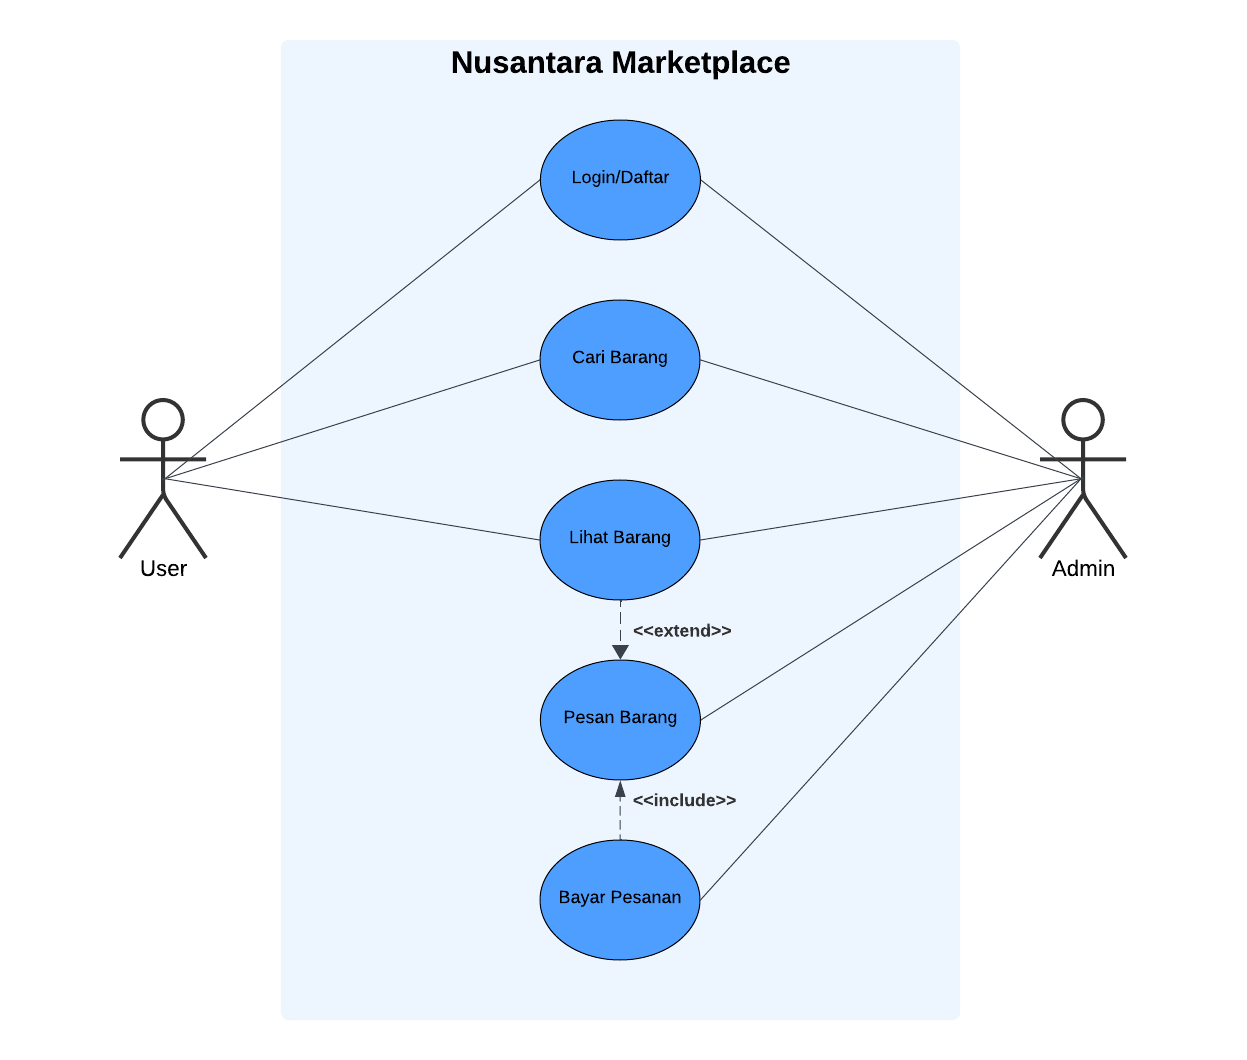 Nusantara Marketplace
Login/Daftar
Cari Barang
Lihat Barang
User
Admin
<<extend>>
Pesan Barang
<<include>>
Bayar Pesanan